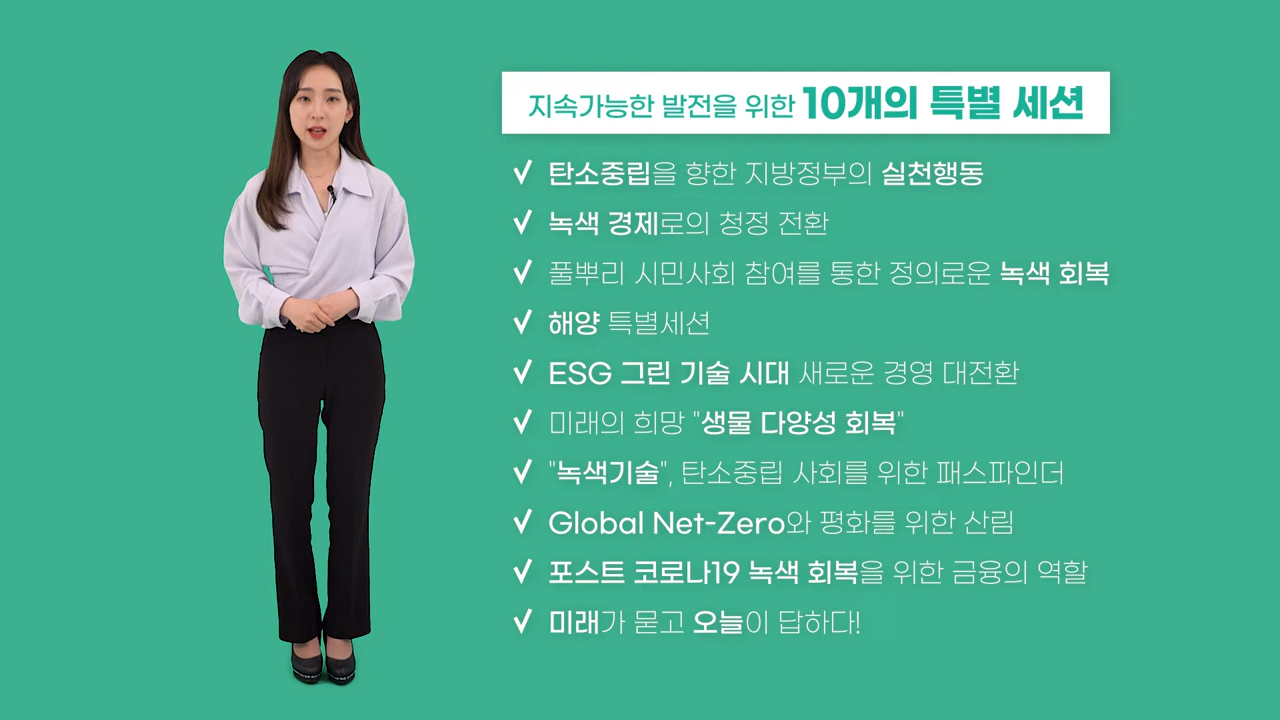 지속가능한 발전을 위한 10개의 특별 세션
탄소중립을 향한 지방정부의 실천행동
녹색 경제로의 청정 전환
풀뿌리 시민사회 참여를 통한 정의로운 녹색 회복
해양 특별세션
ESG 그린 기술 시대 새로운 경영 대전환
미래의 희망 "생물 다양성 회복"
"녹색기술", 탄소중립 사회를 위한 패스파인더
Global Net-Zero와 평화를 위한 산림
포스트 코로나19 녹색 회복을 위한 금융의 역할
미래가 묻고 오늘이 답하다!